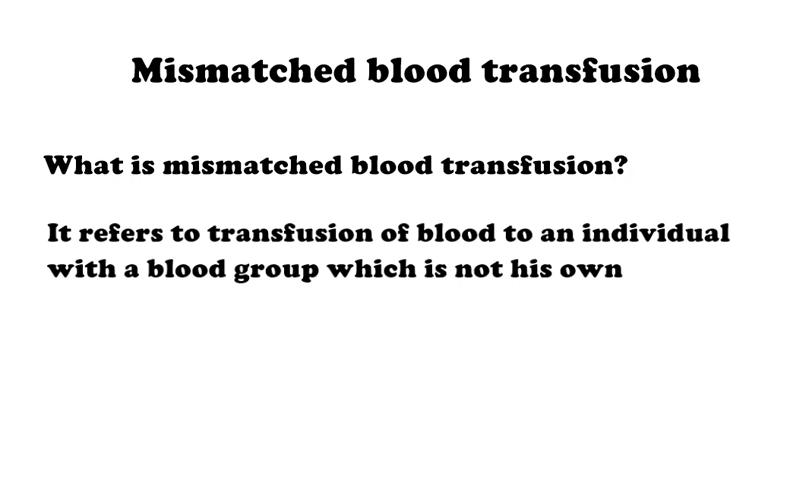 Mismatched blood transfusion
What is mismatched blood transfusion?
It refers to transfusion of blood to an individual
with a blood group which is not his own